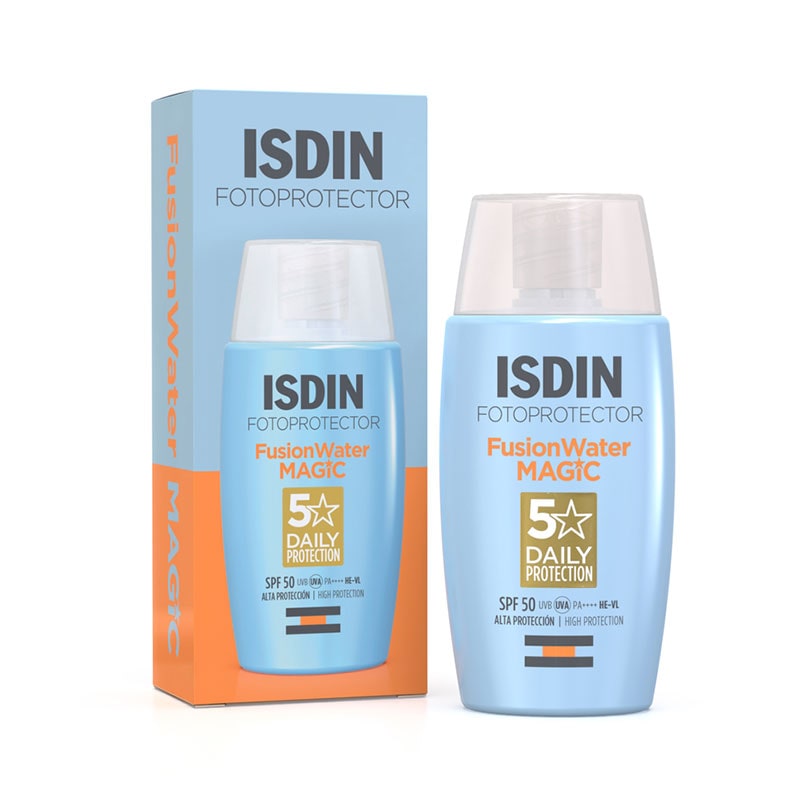 FusionWater MAGiC
ISDIN
FOTOPROTECTOR
ISDIN
FOTOPROTECTOR
FusionWater
MAGiC
5☆
DAILY
PROTECTION
SPF 50 UVB UVA PA++++ HE-VL
ALTA PROTECCIÓN | HIGH PROTECTION
ISDIN
FOTOPROTECTOR
FusionWater
MAGiC
5☆
DAILY
PROTECTION
SPF 50 UVB UVA PA++++ HE-VL
ALTA PROTECCIÓN | HIGH PROTECTION